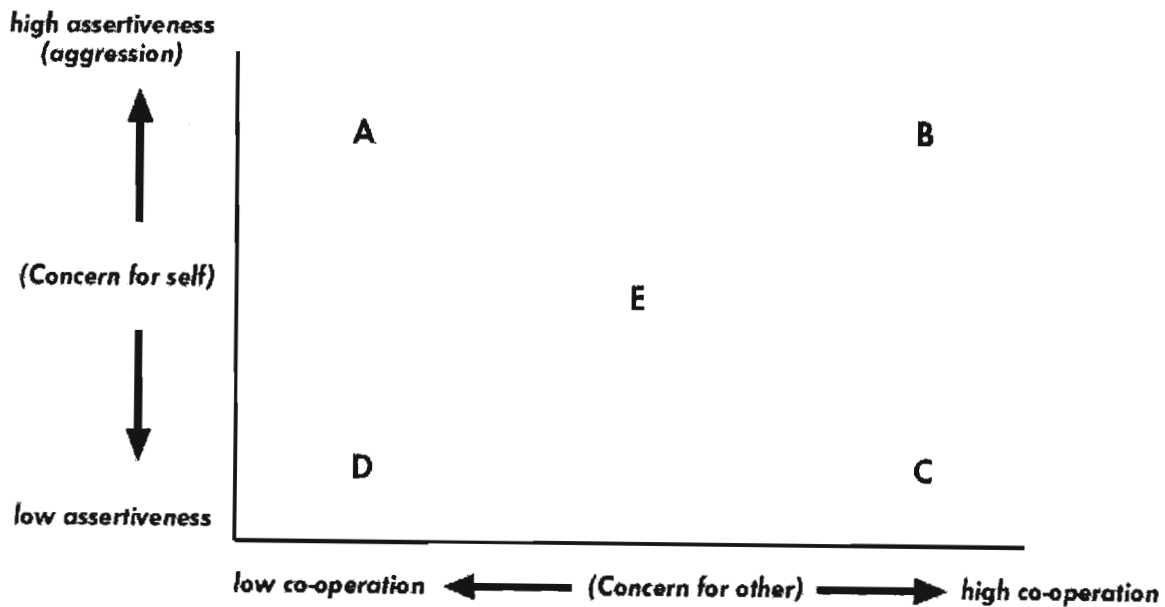 high assertiveness
(aggression)
A
B
(Concern for self)
E
D
C
low assertiveness
low co-operation
(Concern for other)
high co-operation